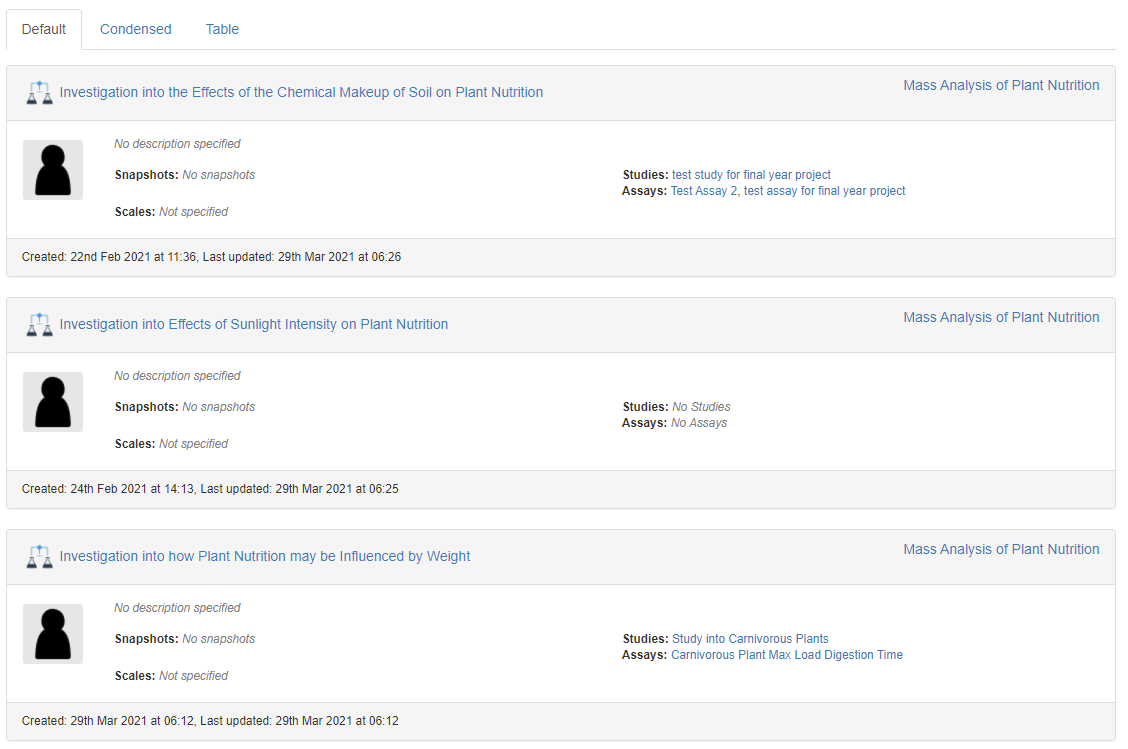 Default Condensed Table
Investigation into the Effects of the Chemical Makeup of Soil on Plant Nutrition
Mass Analysis of Plant Nutrition
No description specified
Snapshots: No snapshots
Studies: test study for final year project
Assays: Test Assay 2, test assay for final year project
Scales: Not specified
Created: 22nd Feb 2021 at 11:36, Last updated: 29th Mar 2021 at 06:26
Investigation into Effects of Sunlight Intensity on Plant Nutrition
Mass Analysis of Plant Nutrition
No description specified
Snapshots: No snapshots
Studies: No Studies
Assays: No Assays
Scales: Not specified
Created: 24th Feb 2021 at 14:13, Last updated: 29th Mar 2021 at 06:25
Investigation into how Plant Nutrition may be Influenced by Weight
Mass Analysis of Plant Nutrition
No description specified
Snapshots: No snapshots
Studies: Study into Carnivorous Plants
Assays: Carnivorous Plant Max Load Digestion Time
Scales: Not specified
Created: 29th Mar 2021 at 06:12, Last updated: 29th Mar 2021 at 06:12